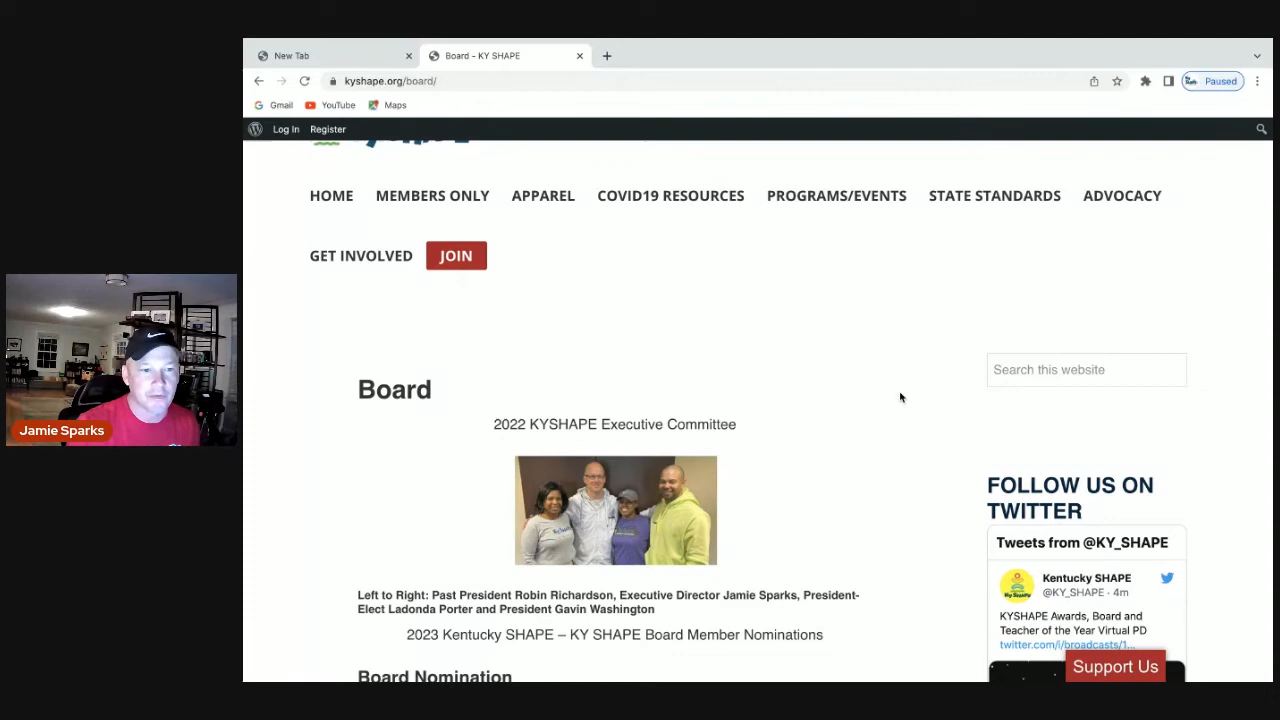 New Tab
Board - KY SHAPE
kyshape.org/board/
Paused
Gmail YouTube Maps
Log In Register
HOME MEMBERS ONLY APPAREL COVID19 RESOURCES PROGRAMS/EVENTS STATE STANDARDS ADVOCACY
GET INVOLVED JOIN
Jamie Sparks
Search this website
Board
2022 KYSHAPE Executive Committee
Left to Right: Past President Robin Richardson, Executive Director Jamie Sparks, President-
Elect Ladonda Porter and President Gavin Washington
2023 Kentucky SHAPE – KY SHAPE Board Member Nominations
Board Nomination
FOLLOW US ON
TWITTER
Tweets from @KY_SHAPE
Kentucky SHAPE
@KY_SHAPE · 4m
KYSHAPE Awards, Board and
Teacher of the Year Virtual PD
twitter.com/i/broadcasts/1...
Support Us